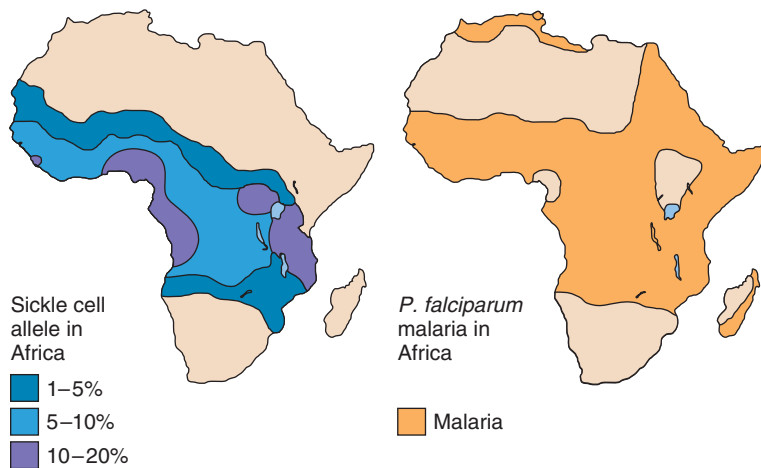 Sickle cell
allele in
Africa
1–5%
5–10%
10–20%
P. falciparum
malaria in
Africa
Malaria